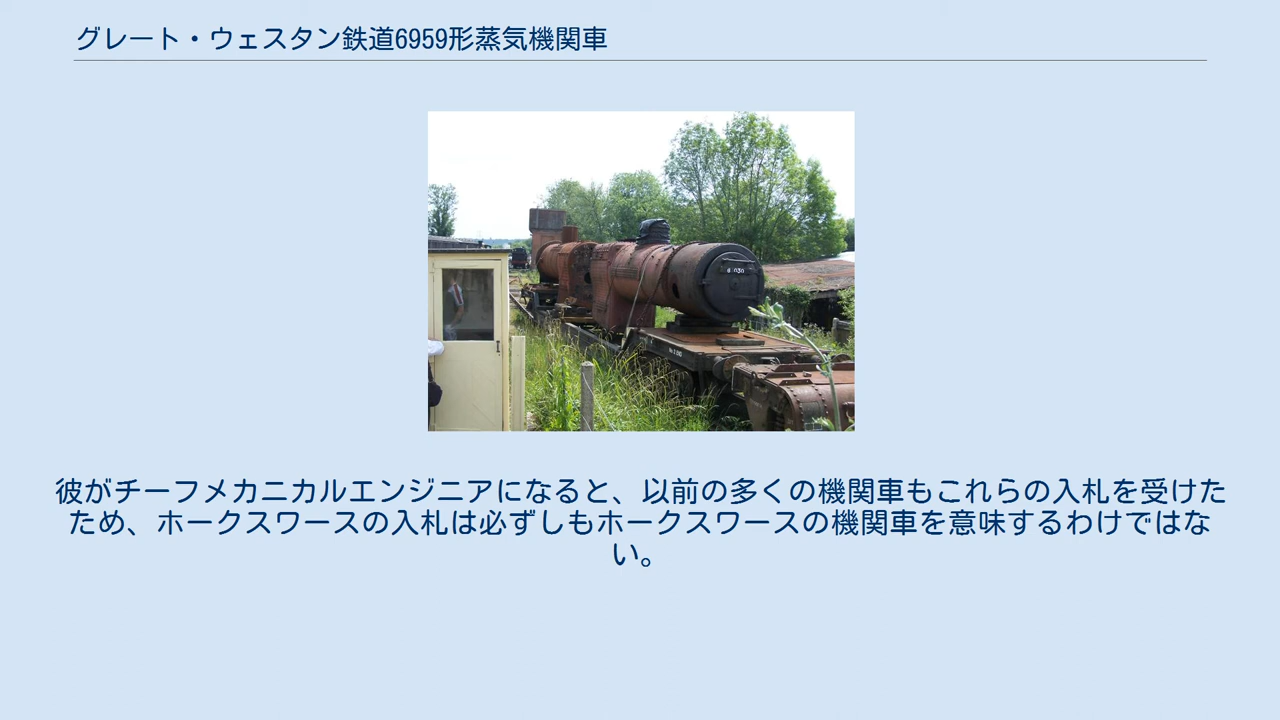 グレート・ウェスタン鉄道6959形蒸気機関車
彼がチーフメカニカルエンジニアになると、以前の多くの機関車もこれらの入札を受けた
ため、ホークスワースの入札は必ずしもホークスワースの機関車を意味するわけではな
い。